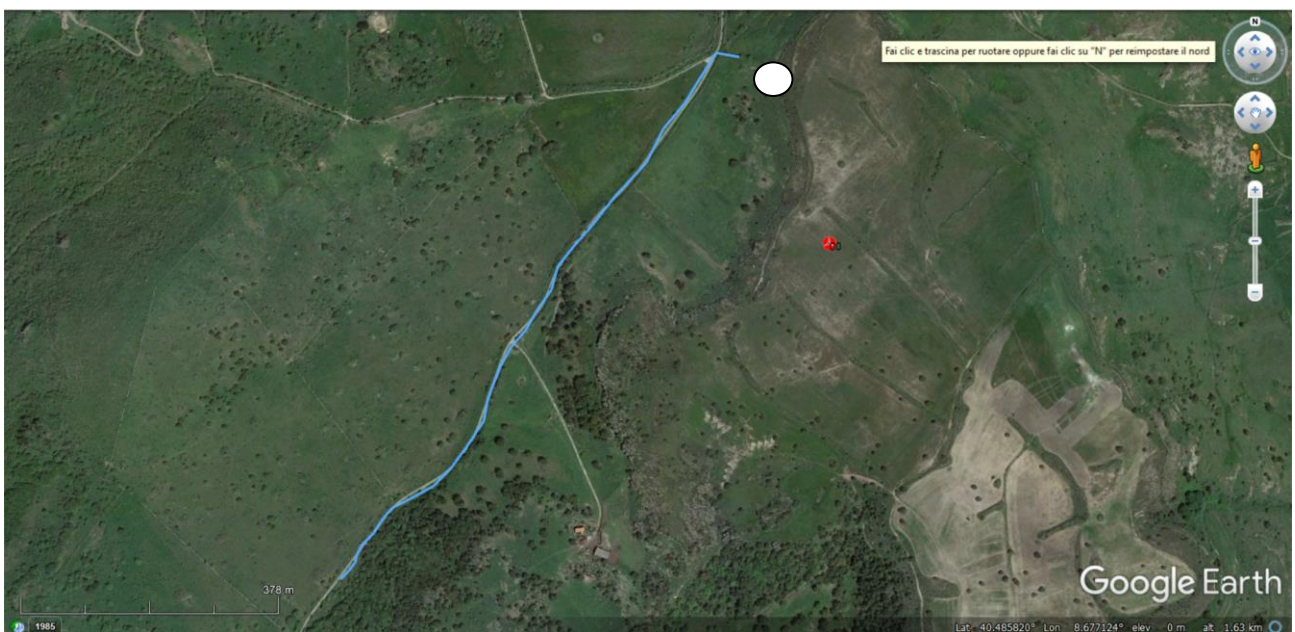 N
Fai clic e trascina per ruotare oppure fai clic su "N" per reimpostare il nord
378 m
Google Earth
1985
Lat 40.485820° Lon 8.677124° elev 0 m alt 1.63 km